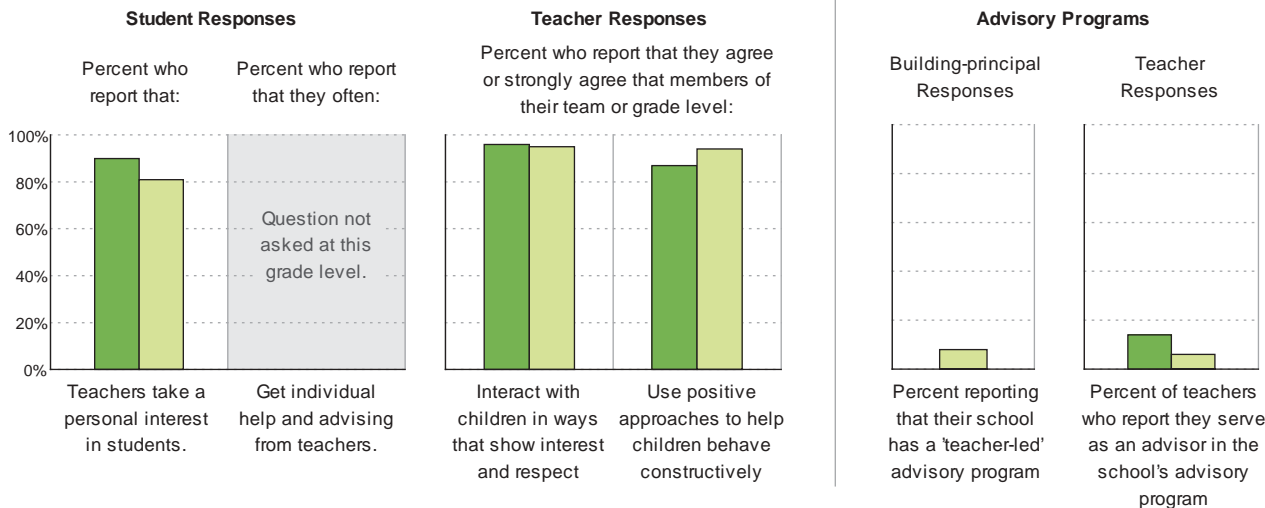 Student Responses
Percent who
report that:
Percent who report
that they often:
100%
80%
60%
40%
20%
0%
Question not
asked at this
grade level.
Teachers take a
personal interest
in students.
Get individual
help and advising
from teachers.
Teacher Responses
Percent who report that they agree
or strongly agree that members of
their team or grade level:
Interact with
children in ways
that show interest
and respect
Use positive
approaches to help
children behave
constructively
Advisory Programs
Building-principal
Responses
Percent reporting
that their school
has a 'teacher-led'
advisory program
Teacher
Responses
Percent of teachers
who report they serve
as an advisor in the
school's advisory
program